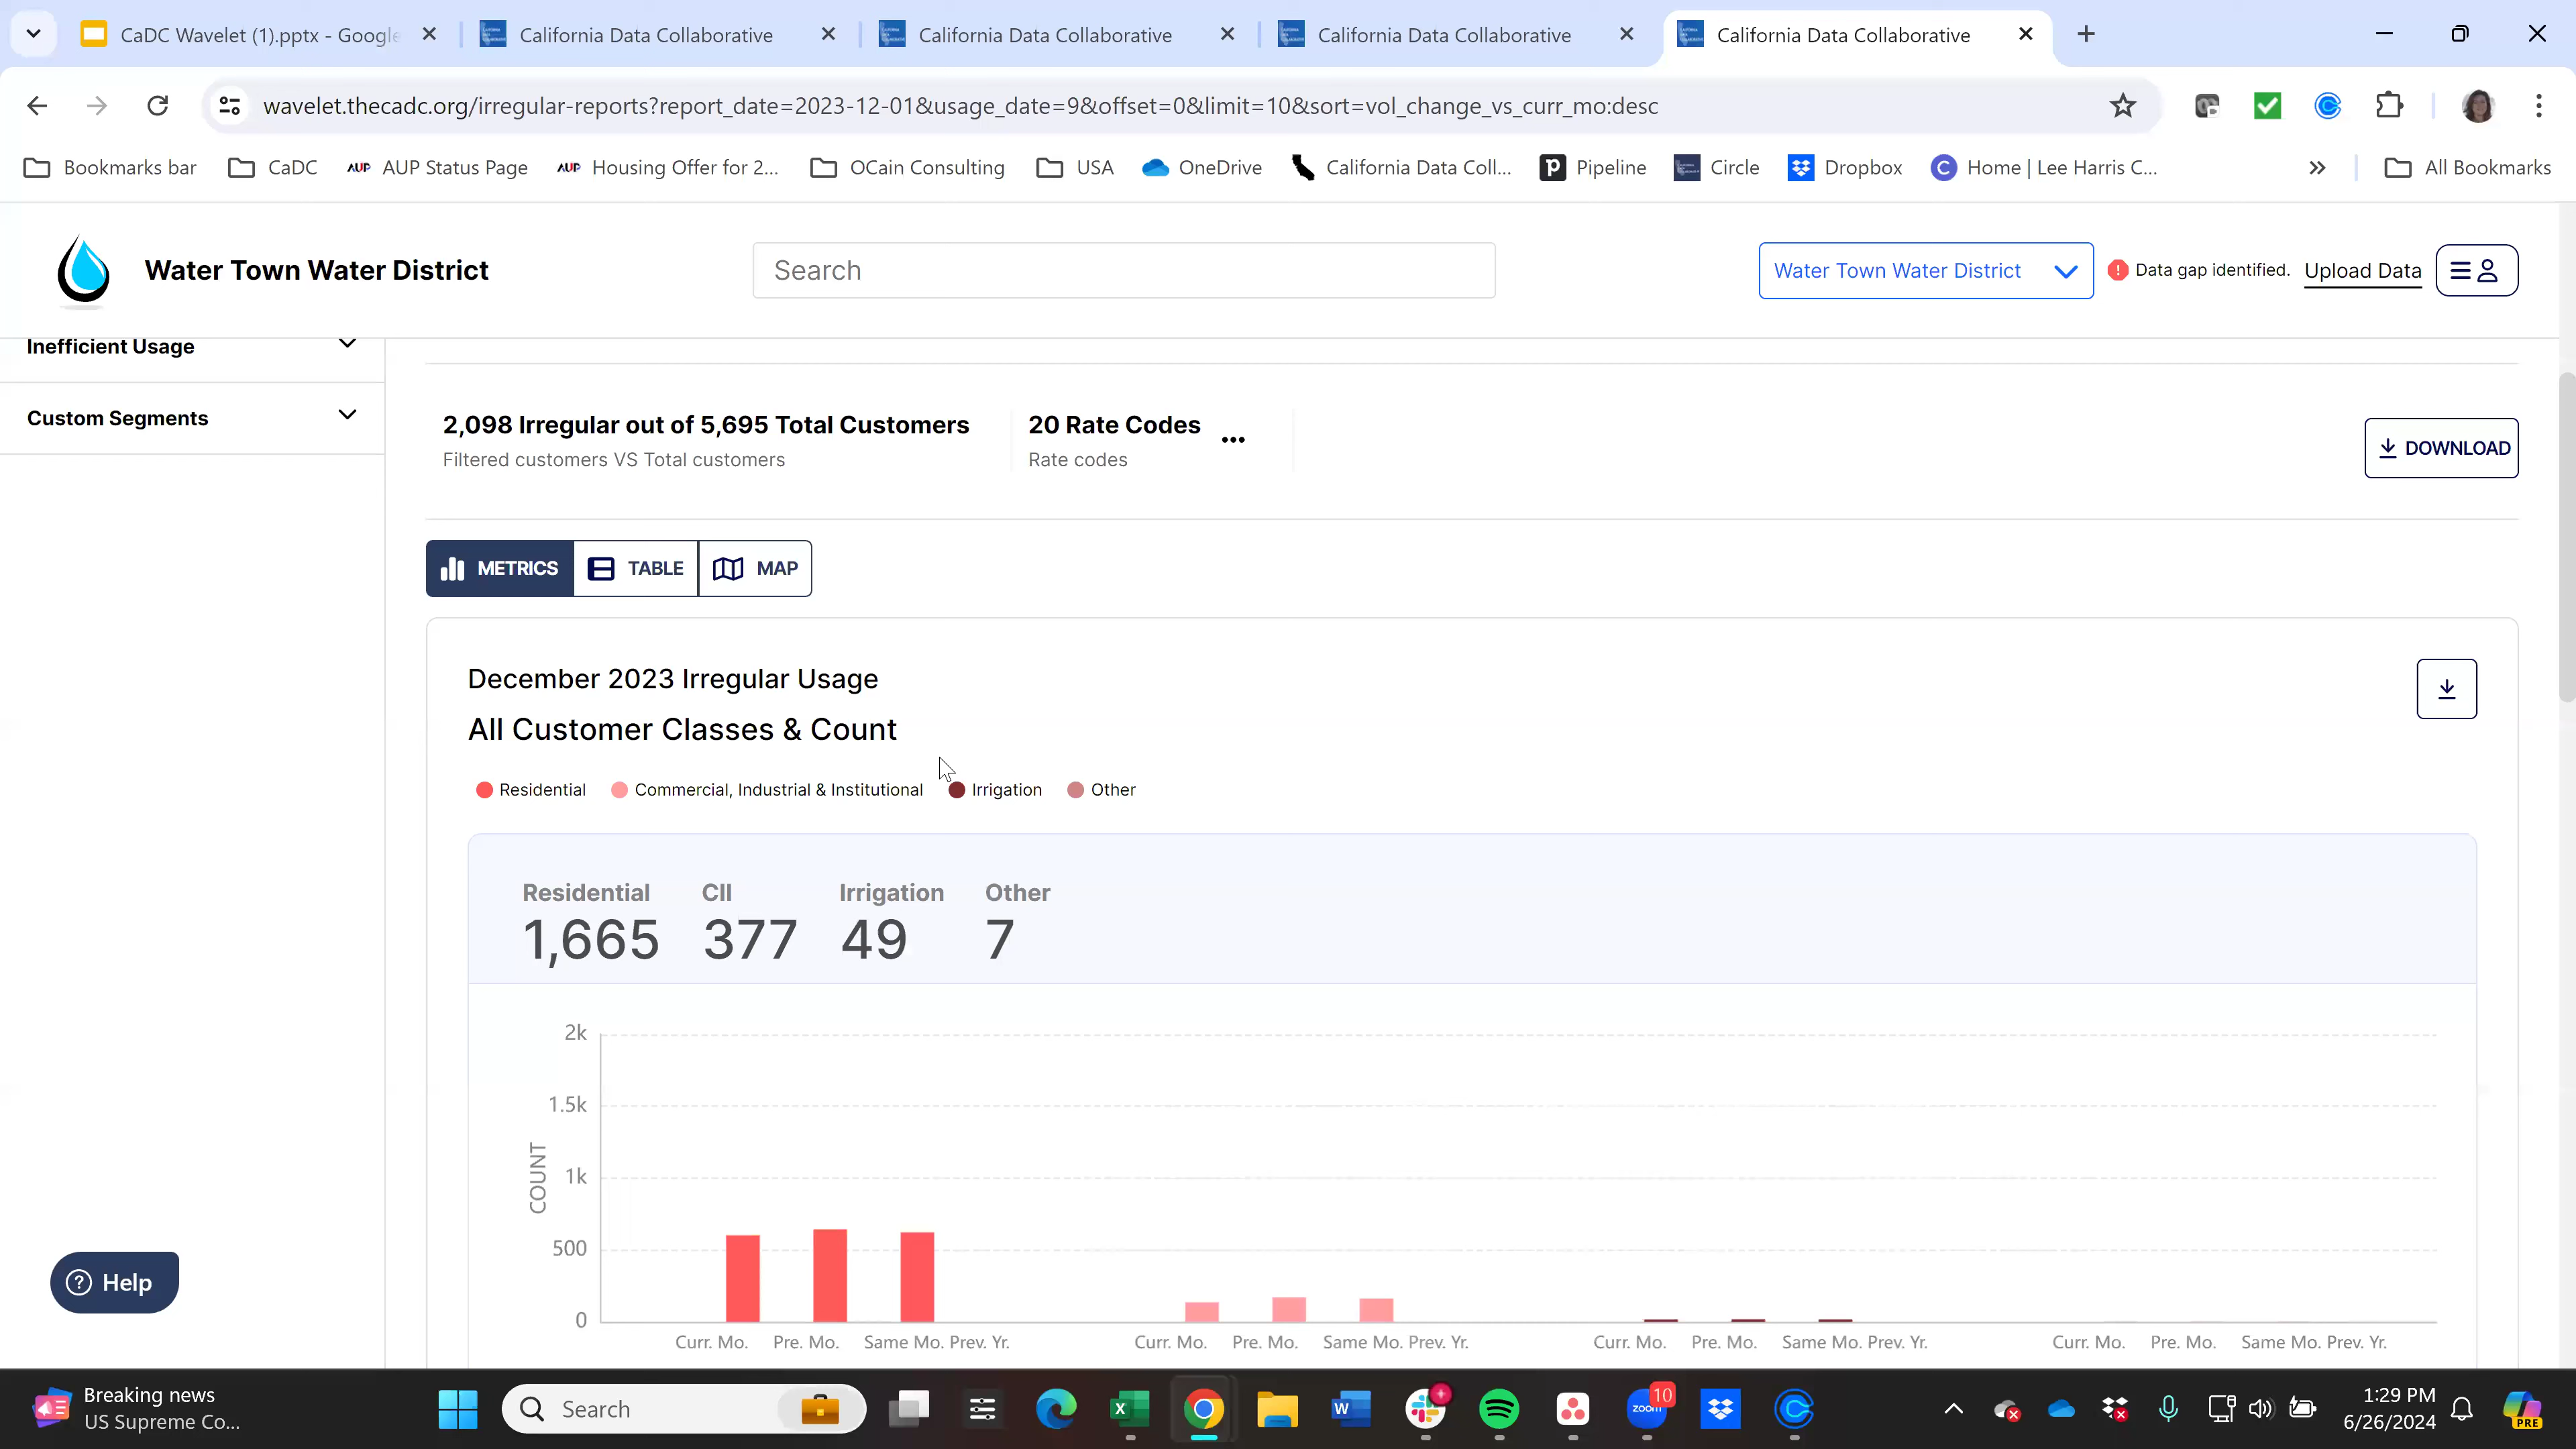 CaDC Wavelet (1).pptx - Google
California Data Collaborative
California Data Collaborative
California Data Collaborative
California Data Collaborative
wavelet.thecadc.org/irregular-reports?report_date=2023-12-01&usage_date=9&offset=0&limit=10&sort=vol_change_vs_curr_mo:desc
Bookmarks bar
CaDC
AUP AUP Status Page
AUP Housing Offer for 2...
OCain Consulting
USA
OneDrive
California Data Coll...
Pipeline
Circle
Dropbox
Home | Lee Harris C...
All Bookmarks
Water Town Water District
Search
Water Town Water District
Data gap identified.
Upload Data
Inefficient Usage
Custom Segments
2,098 Irregular out of 5,695 Total Customers
Filtered customers VS Total customers
20 Rate Codes
Rate codes
DOWNLOAD
METRICS
TABLE
MAP
December 2023 Irregular Usage
All Customer Classes & Count
Residential
Commercial, Industrial & Institutional
Irrigation
Other
Residential
1,665
CII
377
Irrigation
49
Other
7
2k
1.5k
1k
500
0
COUNT
Curr. Mo. Pre. Mo. Same Mo. Prev. Yr.
Curr. Mo. Pre. Mo. Same Mo. Prev. Yr.
Curr. Mo. Pre. Mo. Same Mo. Prev. Yr.
Curr. Mo. Pre. Mo. Same Mo. Prev. Yr.
Help
Breaking news
US Supreme Co...
Search
zoom
10
1:29 PM
6/26/2024
PRE